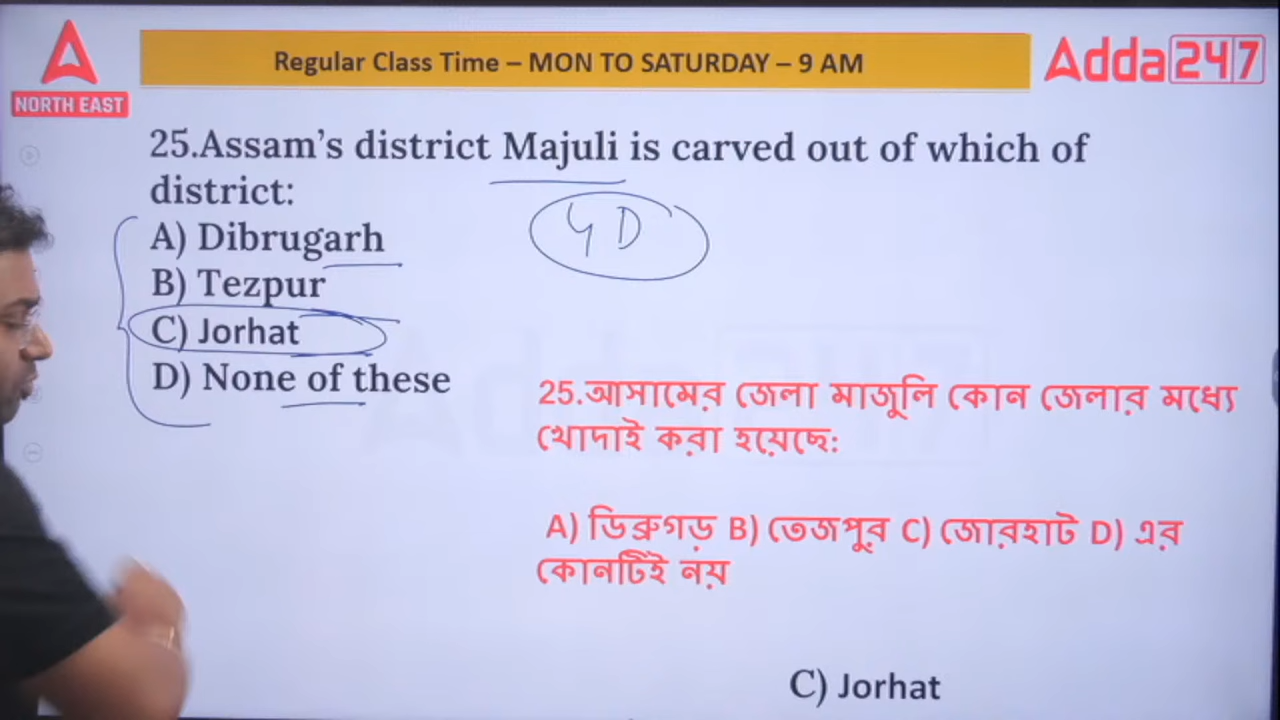 Regular Class Time – MON TO SATURDAY – 9 AM
Adda247
NORTH EAST
25.Assam's district Majuli is carved out of which of
district:
A) Dibrugarh
B) Tezpur
C) Jorhat
D) None of these
25.আসামের জেলা মাজুলি কোন জেলার মধ্যে
খোদাই করা হয়েছে:
A) ডিব্রুগড় B) তেজপুর C) জোরহাট D) এর
কোনটিই নয়
C) Jorhat